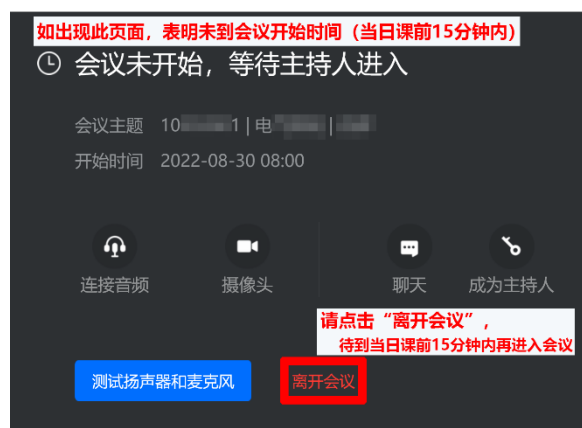 如出现此页面，表明未到会议开始时间（当日课前15分钟内）
会议未开始，等待主持人进入
会议主题 10 1 | 电 |
开始时间 2022-08-30 08:00
连接音频 摄像头 聊天 成为主持人
请点击“离开会议”，
待到当日课前15分钟内再进入会议
测试扬声器和麦克风 离开会议